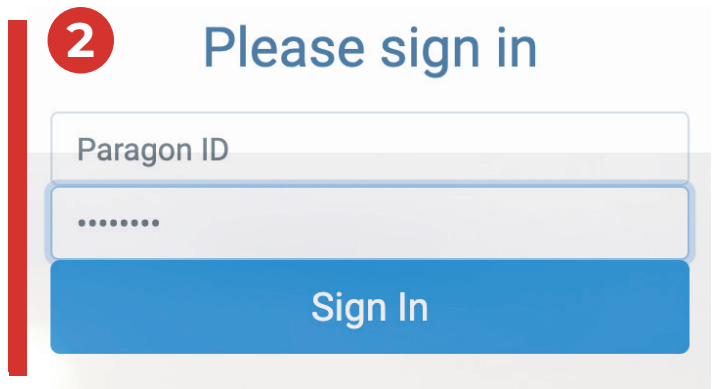 2
Please sign in
Paragon ID
••••••••
Sign In